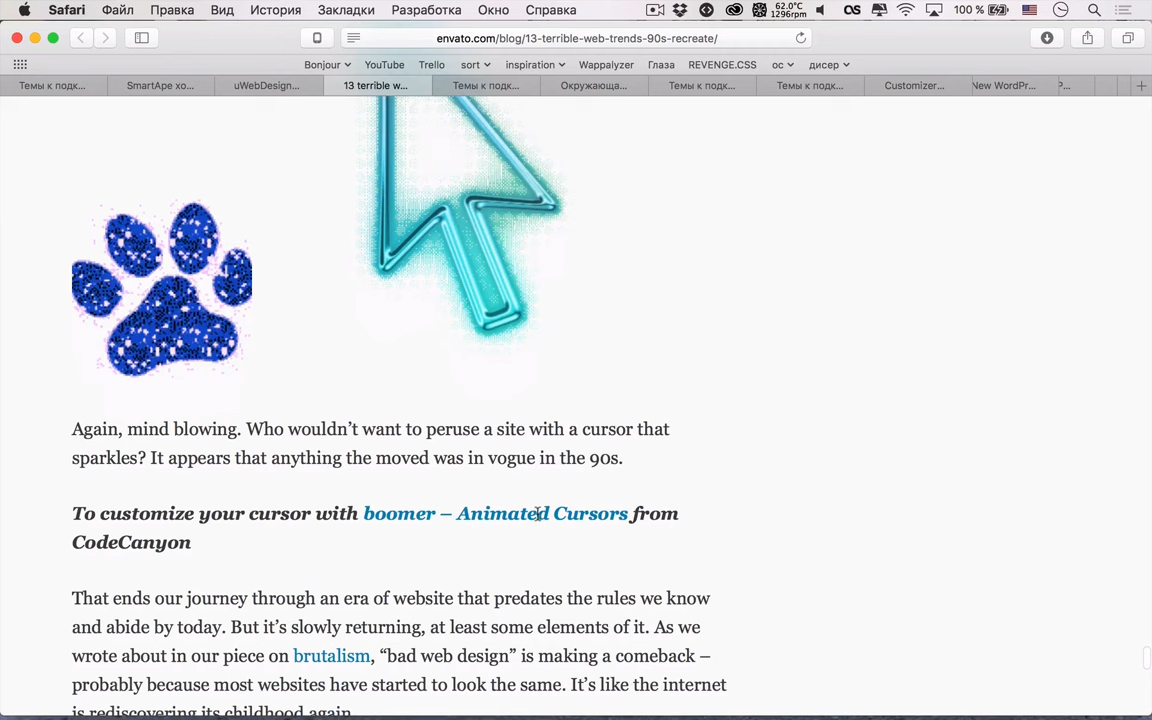 Safari Файл Правка Вид История Закладки Разработка Окно Справка 62.0°C 1296rpm 100 %
envato.com/blog/13-terrible-web-trends-90s-recreate/
Bonjour YouTube Trello sort inspiration Wappalyzer Глаза REVENGE.CSS ос дисер
Темы к подк... SmartApe хо... uWebDesign... 13 terrible w... Темы к подк... Окружающа... Темы к подк... Темы к подк... Customizer... New WordPr...
Again, mind blowing. Who wouldn’t want to peruse a site with a cursor that
sparkles? It appears that anything the moved was in vogue in the 90s.
To customize your cursor with boomer – Animated Cursors from
CodeCanyon
That ends our journey through an era of website that predates the rules we know
and abide by today. But it’s slowly returning, at least some elements of it. As we
wrote about in our piece on brutalism, “bad web design” is making a comeback –
probably because most websites have started to look the same. It’s like the internet
is rediscovering its childhood again.